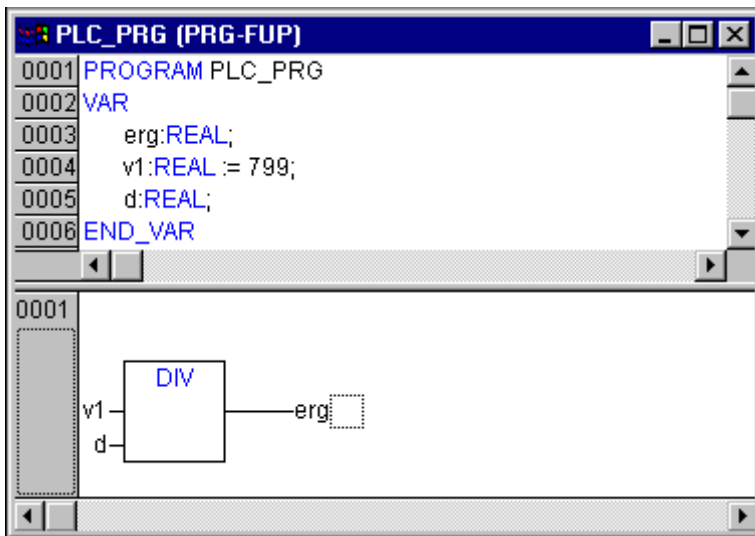 PLC_PRG (PRG-FUP)
0001 PROGRAM PLC_PRG
0002 VAR
0003 erg:REAL;
0004 v1:REAL := 799;
0005 d:REAL;
0006 END_VAR
0001
DIV
v1 erg
d